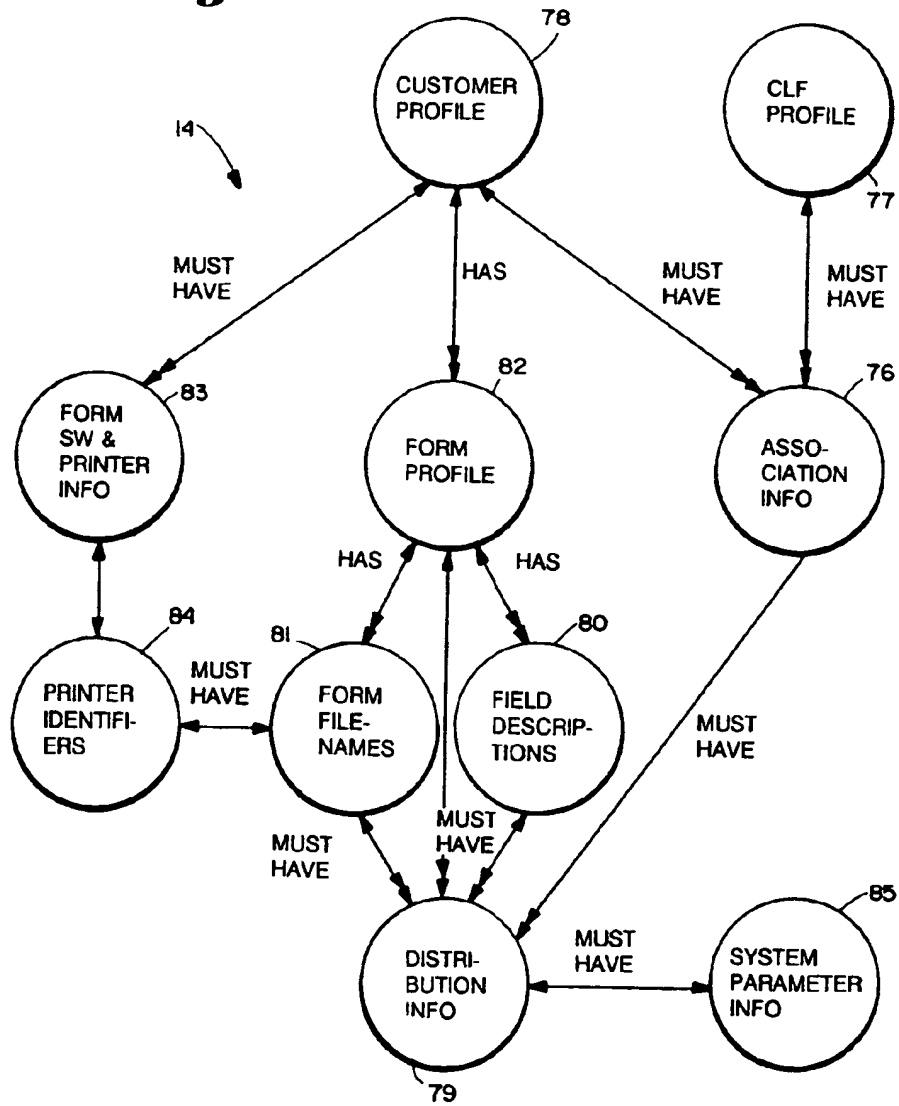 78
CUSTOMER
PROFILE
CLF
PROFILE
14
77
MUST
HAVE
HAS
MUST
HAVE
MUST
HAVE
82
76
83
FORM
SW &
PRINTER
INFO
FORM
PROFILE
ASSO-
CIATION
INFO
HAS
HAS
84
81
80
MUST
HAVE
PRINTER
IDENTIFI-
ERS
FORM
FILE-
NAMES
FIELD
DESCRIP-
TIONS
MUST
HAVE
MUST
HAVE
MUST
HAVE
85
DISTRI-
BUTION
INFO
MUST
HAVE
SYSTEM
PARAMETER
INFO
79